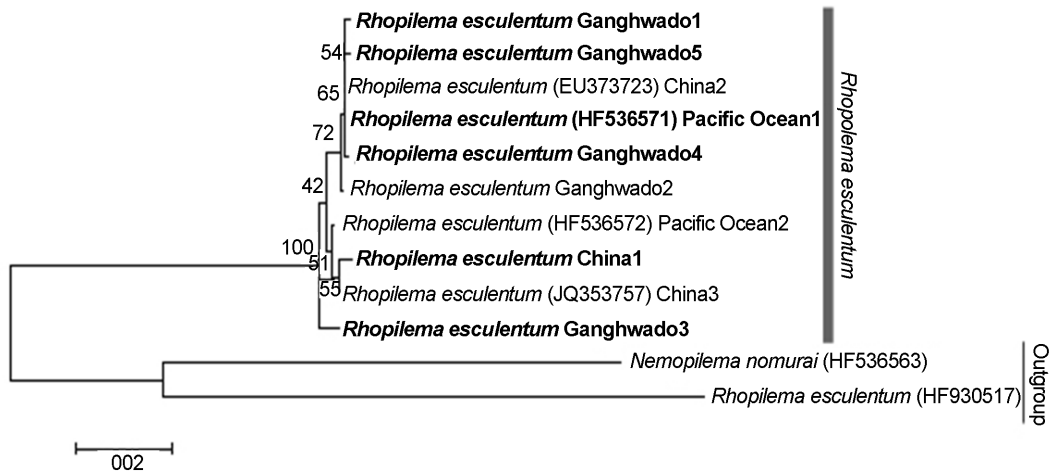 Rhopilema esculentum Ganghwado1
54
Rhopilema esculentum Ganghwado5
65
Rhopilema esculentum (EU373723) China2
Rhopilema esculentum (HF536571) Pacific Ocean1
72
Rhopilema esculentum Ganghwado4
42
Rhopilema esculentum Ganghwado2
Rhopilema esculentum (HF536572) Pacific Ocean2
100
51
Rhopilema esculentum China1
55
Rhopilema esculentum (JQ353757) China3
Rhopilema esculentum Ganghwado3
Rhopolema esculentum
Nemopilema nomurai (HF536563)
Rhopilema esculentum (HF930517)
Outgroup
002